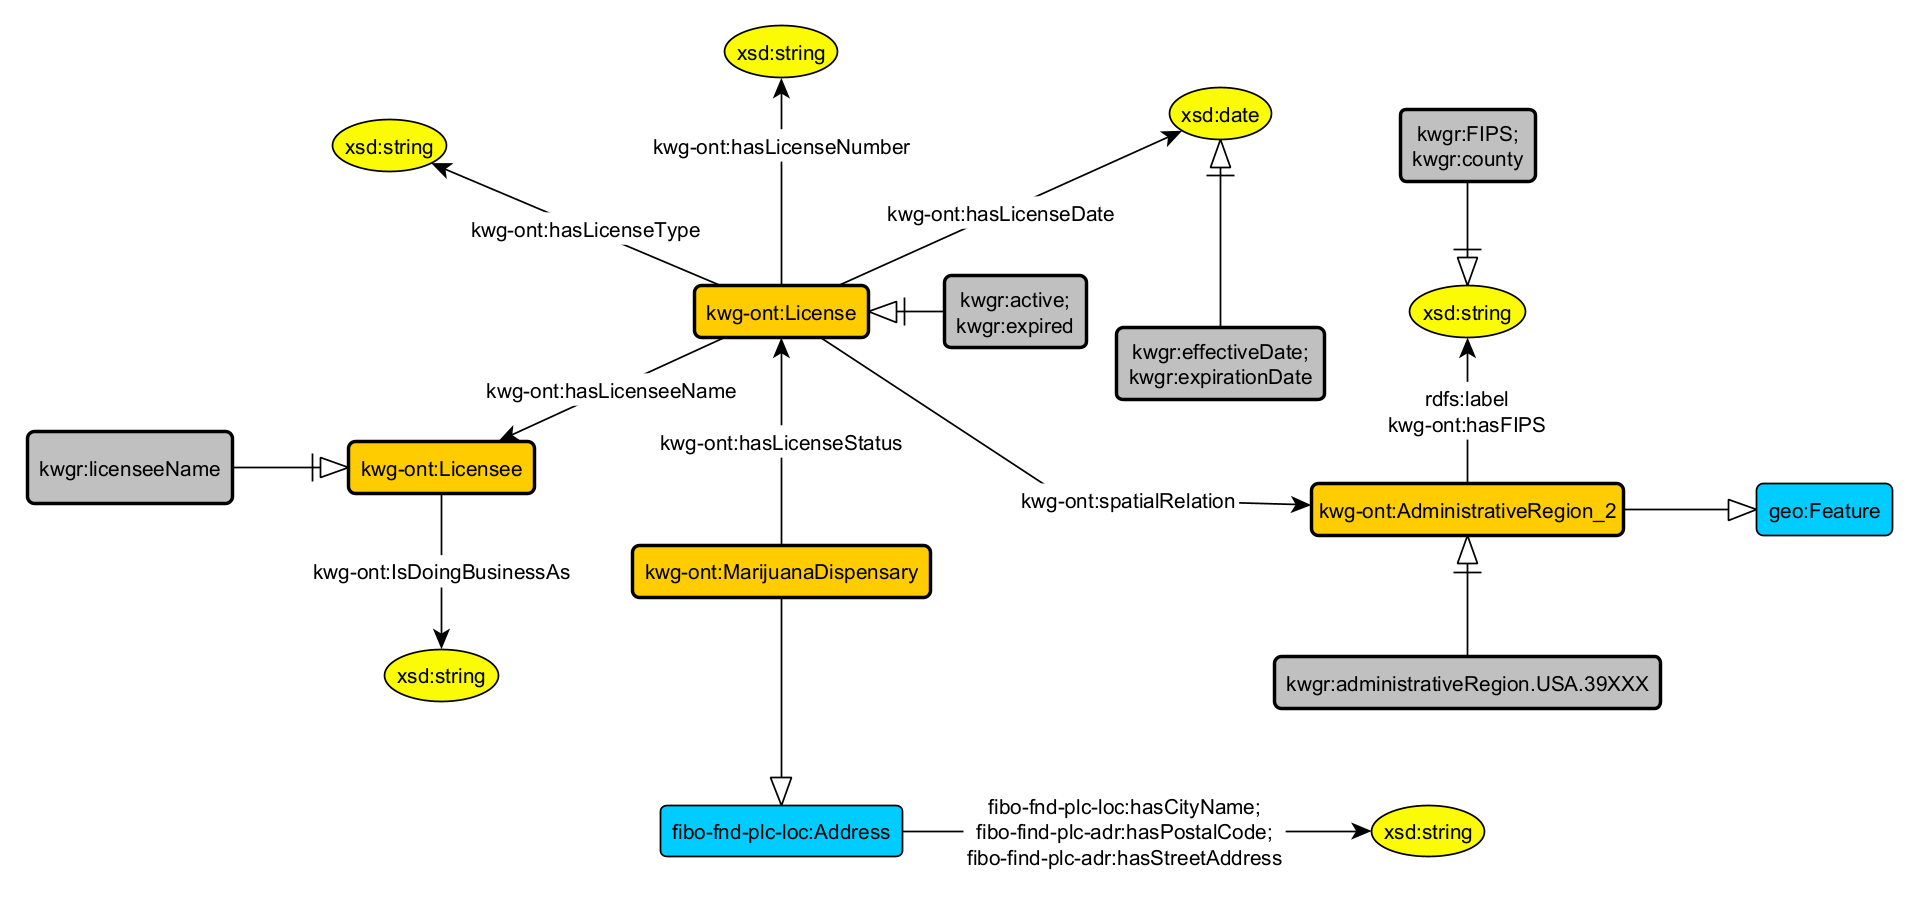 xsd:string
xsd:date
xsd:string
kwgr:FIPS;
kwgr:county
kwg-ont:hasLicenseNumber
kwg-ont:hasLicenseType
kwg-ont:hasLicenseDate
kwg-ont:License
kwgr:active;
kwgr:expired
xsd:string
kwgr:effectiveDate;
kwgr:expirationDate
kwg-ont:hasLicenseeName
rdfs:label
kwg-ont:hasFIPS
kwg-ont:hasLicenseStatus
kwgr:licenseeName
kwg-ont:Licensee
kwg-ont:spatialRelation
kwg-ont:AdministrativeRegion_2
geo:Feature
kwg-ont:IsDoingBusinessAs
kwg-ont:MarijuanaDispensary
xsd:string
kwgr:administrativeRegion.USA.39XXX
fibo-fnd-plc-loc:Address
fibo-fnd-plc-loc:hasCityName;
fibo-find-plc-adr:hasPostalCode;
fibo-find-plc-adr:hasStreetAddress
xsd:string